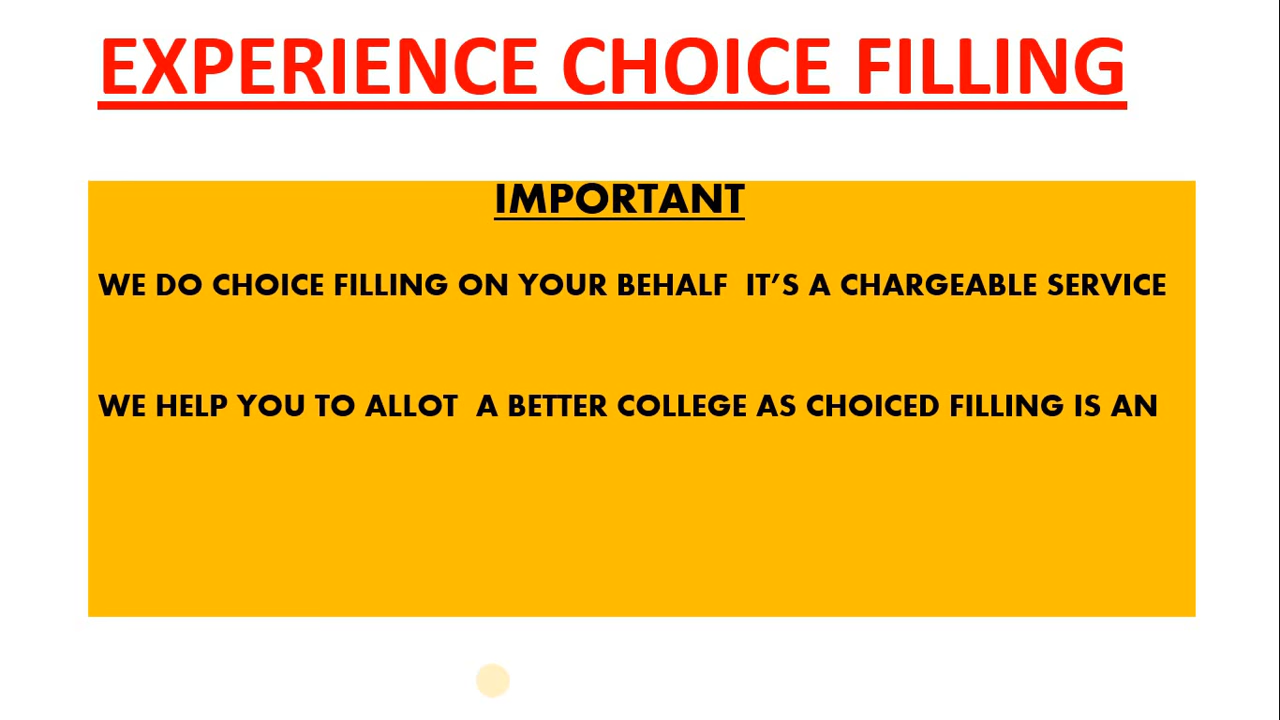 EXPERIENCE CHOICE FILLING
IMPORTANT
WE DO CHOICE FILLING ON YOUR BEHALF IT’S A CHARGEABLE SERVICE
WE HELP YOU TO ALLOT A BETTER COLLEGE AS CHOICED FILLING IS AN